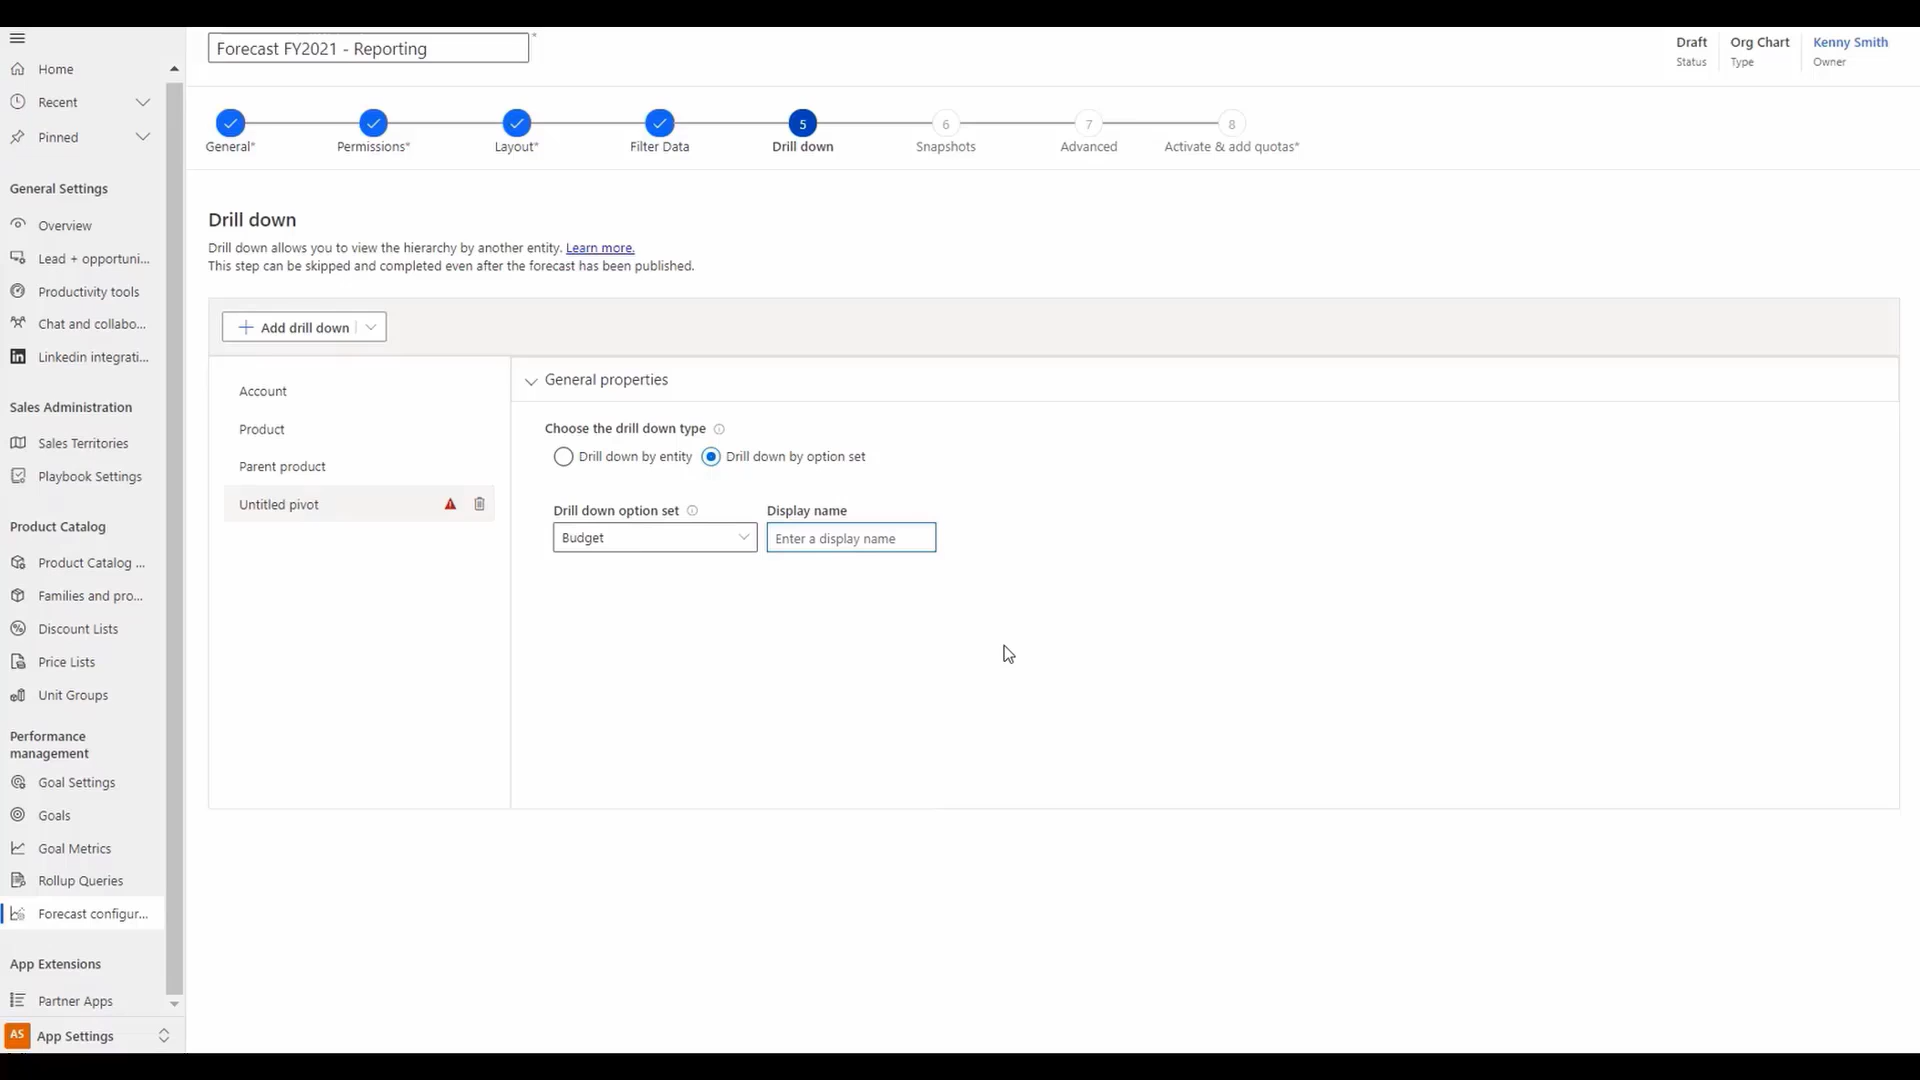 Forecast FY2021 - Reporting
*
Draft
Status
Org Chart
Type
Kenny Smith
Owner
Home
Recent
Pinned
General Settings
Overview
Lead + opportuni...
Productivity tools
Chat and collabo...
Linkedin integrati...
Sales Administration
Sales Territories
Playbook Settings
Product Catalog
Product Catalog ...
Families and pro...
Discount Lists
Price Lists
Unit Groups
Performance
management
Goal Settings
Goals
Goal Metrics
Rollup Queries
Forecast configur...
App Extensions
Partner Apps
AS
App Settings
General*
Permissions*
Layout*
Filter Data
5
Drill down
6
Snapshots
7
Advanced
8
Activate & add quotas*
Drill down
Drill down allows you to view the hierarchy by another entity. Learn more.
This step can be skipped and completed even after the forecast has been published.
Add drill down
Account
Product
Parent product
Untitled pivot
General properties
Choose the drill down type
Drill down by entity
Drill down by option set
Drill down option set
Display name
Budget
Enter a display name